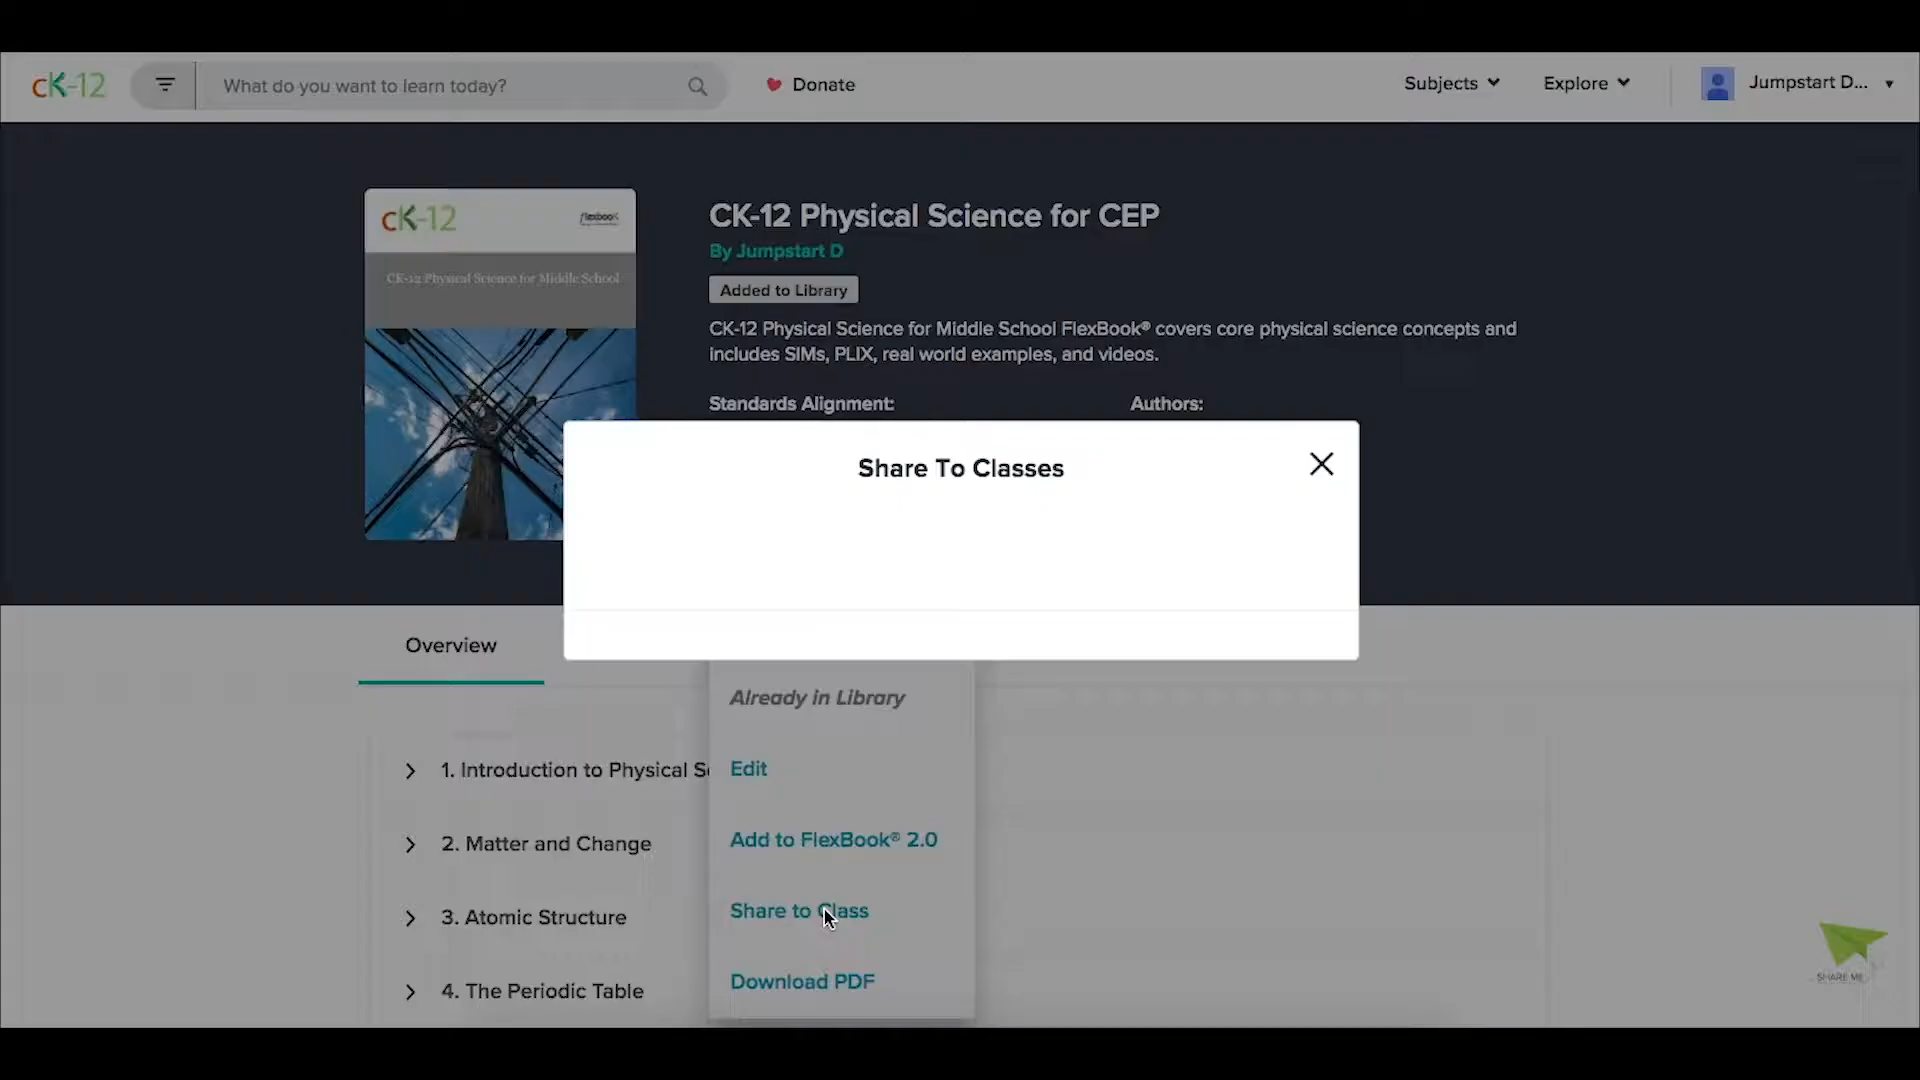 cK-12
What do you want to learn today?
Donate
Subjects
Explore
Jumpstart D...
cK-12
flexbook
CK-12 Physical Science for Middle School
CK-12 Physical Science for CEP
By Jumpstart D
Added to Library
CK-12 Physical Science for Middle School FlexBook® covers core physical science concepts and
includes SIMs, PLIX, real world examples, and videos.
Standards Alignment:
Authors:
Share To Classes
Overview
Already in Library
1. Introduction to Physical S
Edit
2. Matter and Change
Add to FlexBook® 2.0
3. Atomic Structure
Share to Class
4. The Periodic Table
Download PDF
SHARE ME